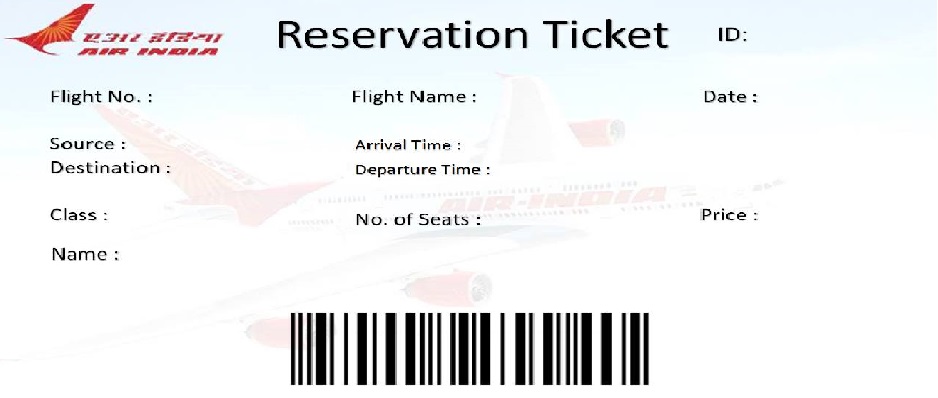 एअर इंडिया
AIR INDIA
Reservation Ticket
ID:
Flight No. :
Flight Name :
Date :
Source :
Arrival Time :
Destination :
Departure Time :
Class :
No. of Seats :
Price :
Name :
AIR-INDIA